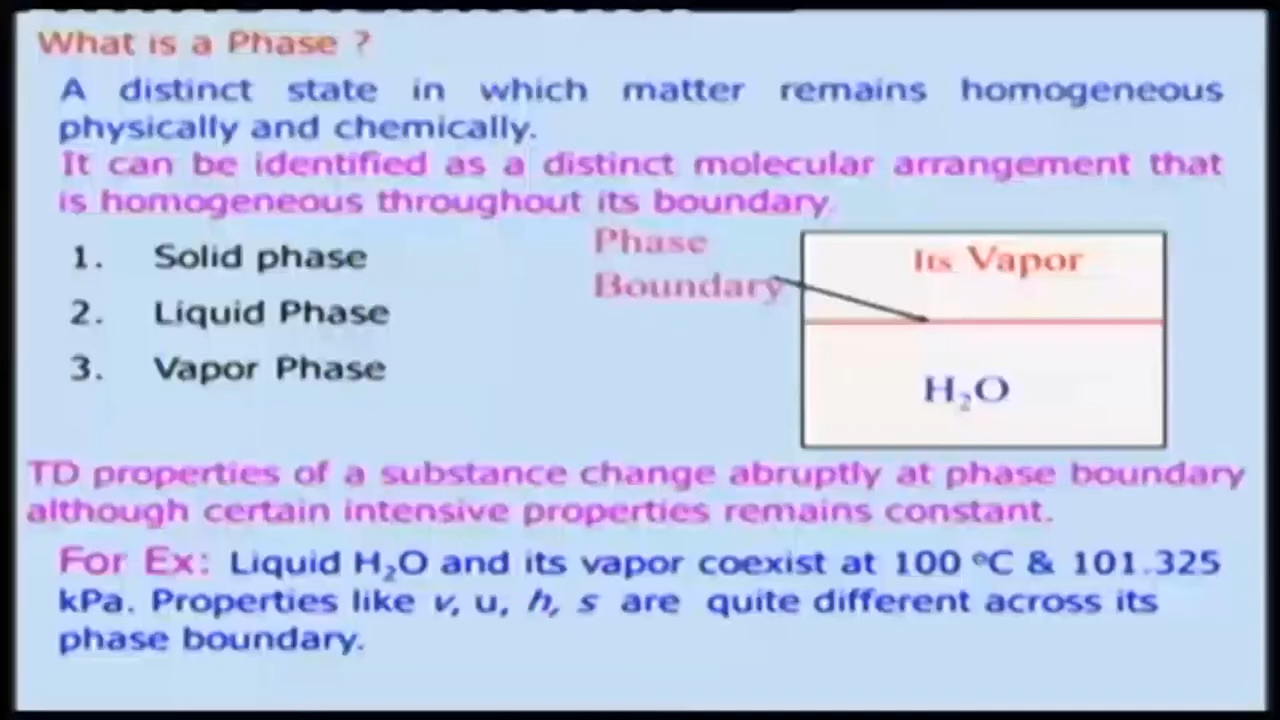 What is a Phase ?
A distinct state in which matter remains homogeneous
physically and chemically.
It can be identified as a distinct molecular arrangement that
is homogeneous throughout its boundary.
1. Solid phase
2. Liquid Phase
3. Vapor Phase
Phase
Boundary
Its Vapor
H₂O
TD properties of a substance change abruptly at phase boundary
although certain intensive properties remains constant.
For Ex: Liquid H₂O and its vapor coexist at 100 ºC & 101.325
kPa. Properties like v, u, h, s are quite different across its
phase boundary.